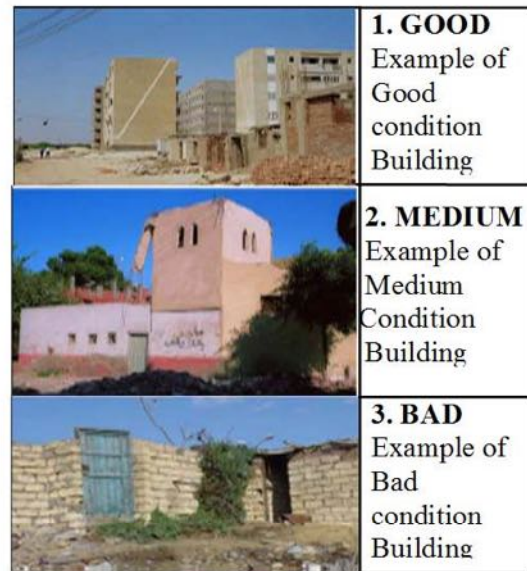 1. GOOD
Example of
Good
condition
Building
2. MEDIUM
Example of
Medium
Condition
Building
3. BAD
Example of
Bad
condition
Building